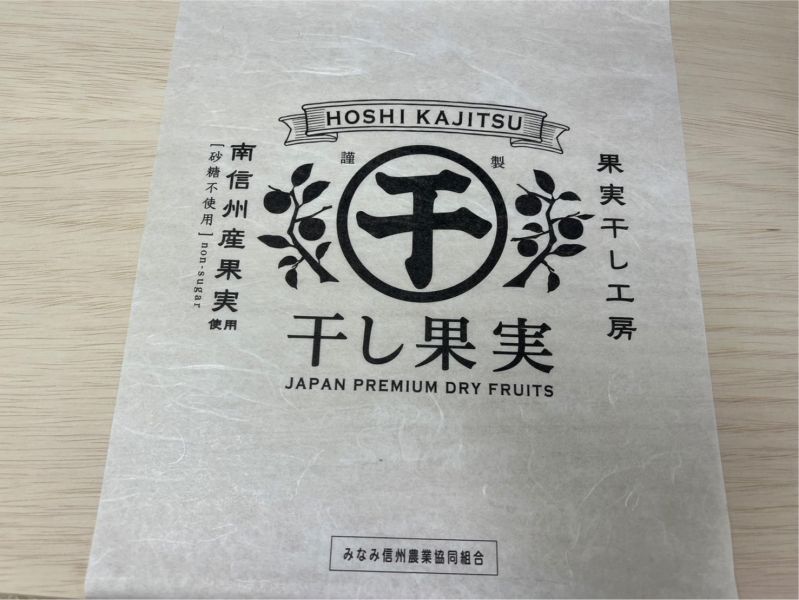 HOSHI KAJITSU
謹製
干
干し果実
JAPAN PREMIUM DRY FRUITS
果実干し工房
南信州産果実使用
[砂糖不使用] non-sugar
みなみ信州農業協同組合